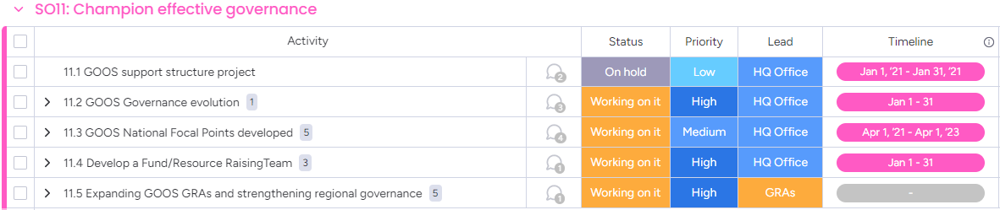 SO11: Champion effective governance
Activity Status Priority Lead Timeline
11.1 GOOS support structure project 2 On hold Low HQ Office Jan 1, '21 - Jan 31, '21
11.2 GOOS Governance evolution 1 3 Working on it High HQ Office Jan 1 - 31
11.3 GOOS National Focal Points developed 5 4 Working on it Medium HQ Office Apr 1, '21 - Apr 1, '23
11.4 Develop a Fund/Resource RaisingTeam 3 1 Working on it High HQ Office Jan 1 - 31
11.5 Expanding GOOS GRAs and strengthening regional governance 5 1 Working on it High GRAs -